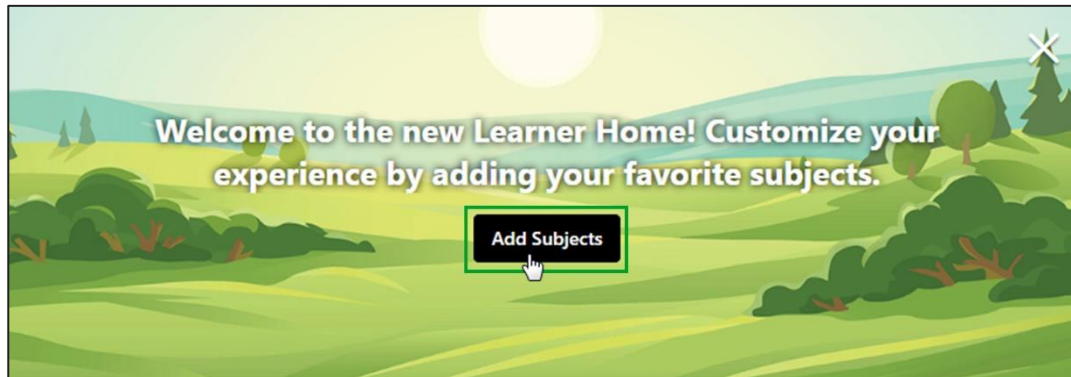 Welcome to the new Learner Home! Customize your
experience by adding your favorite subjects.
Add Subjects